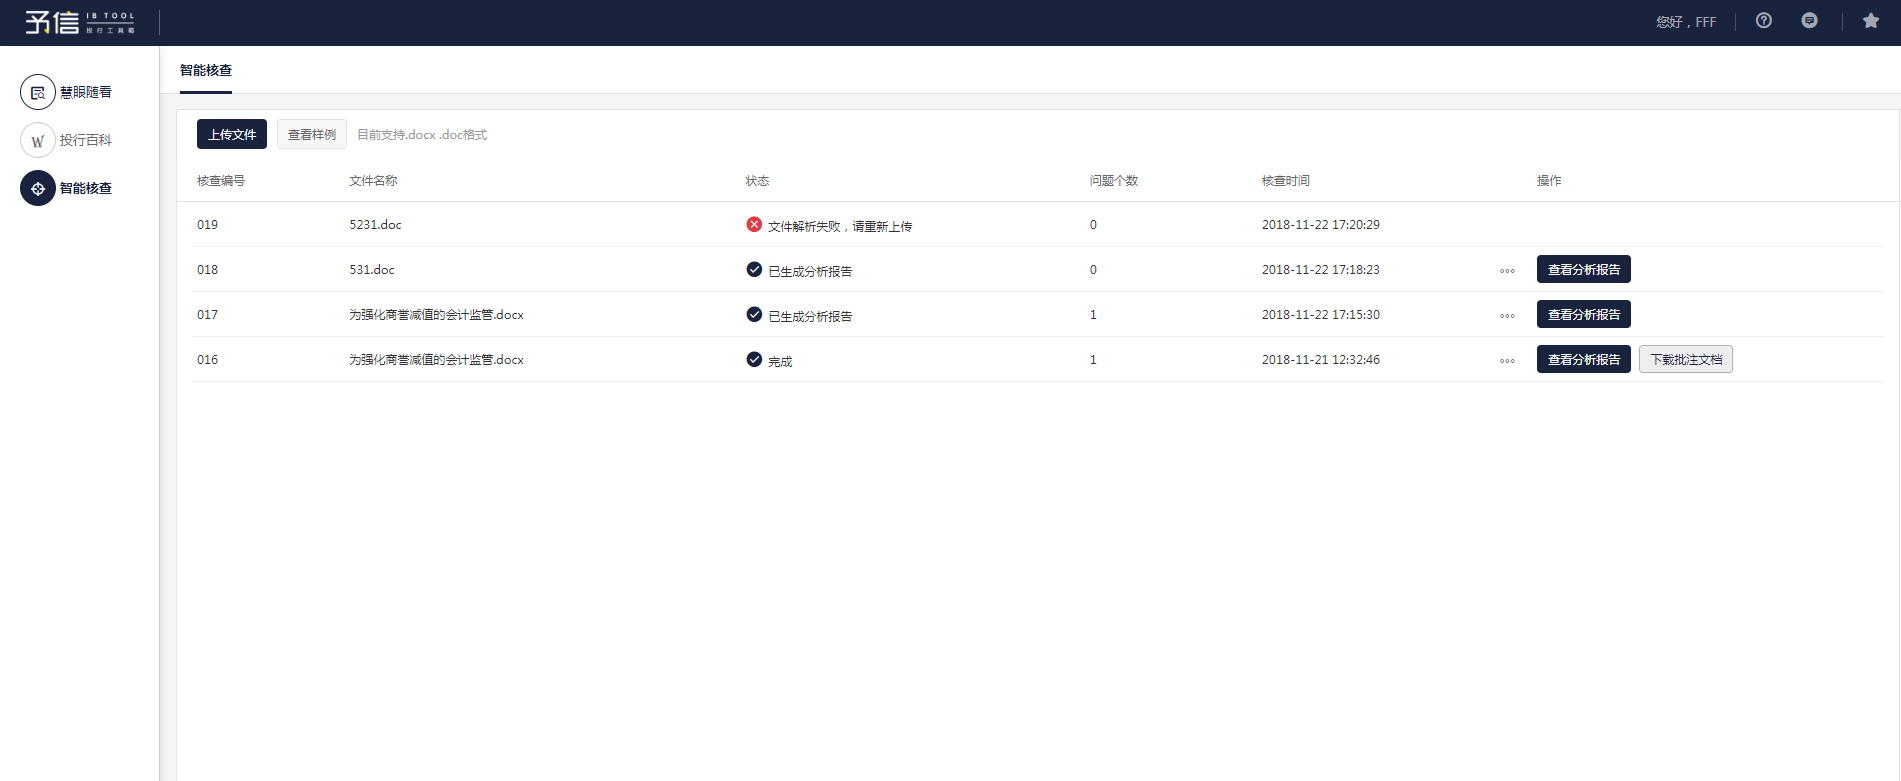 予信 IB TOOL
投行工具箱
您好，FFF
慧眼随看
投行百科
智能核查
智能核查
上传文件 查看样例 目前支持.docx .doc格式
核查编号 文件名称 状态 问题个数 核查时间 操作
019 5231.doc 文件解析失败，请重新上传 0 2018-11-22 17:20:29
018 531.doc 已生成分析报告 0 2018-11-22 17:18:23 查看分析报告
017 为强化商誉减值的会计监管.docx 已生成分析报告 1 2018-11-22 17:15:30 查看分析报告
016 为强化商誉减值的会计监管.docx 完成 1 2018-11-21 12:32:46 查看分析报告 下载批注文档